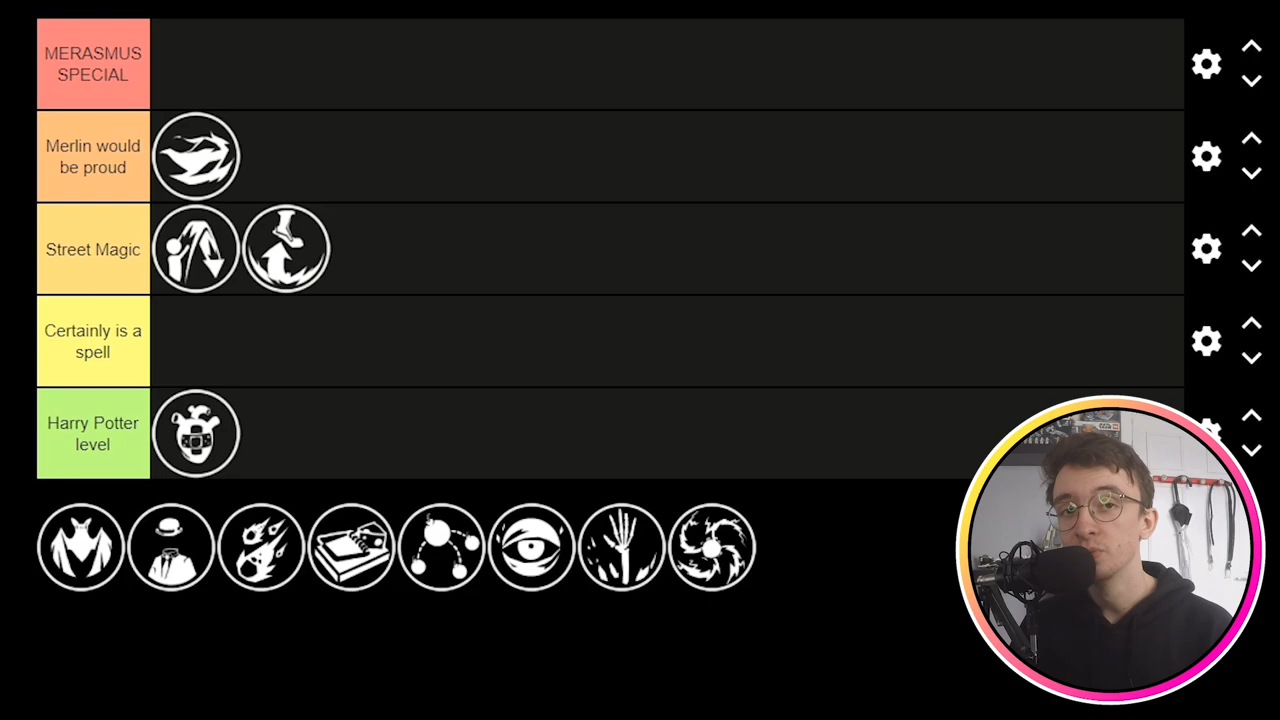 MERASMUS
SPECIAL
Merlin would
be proud
Street Magic
Certainly is a
spell
Harry Potter
level